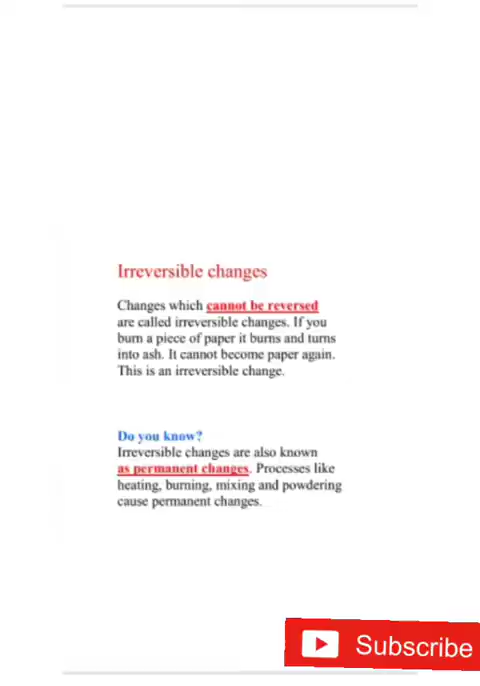 Irreversible changes
Changes which cannot be reversed
are called irreversible changes. If you
burn a piece of paper it burns and turns
into ash. It cannot become paper again.
This is an irreversible change.
Do you know?
Irreversible changes are also known
as permanent changes. Processes like
heating, burning, mixing and powdering
cause permanent changes.
Subscribe